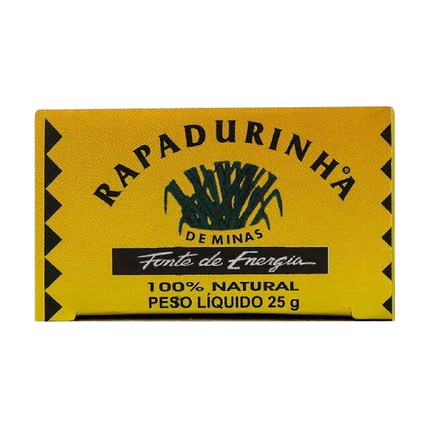 RAPADURINHA®
DE MINAS
Fonte de Energia
100% NATURAL
PESO LÍQUIDO 25 g